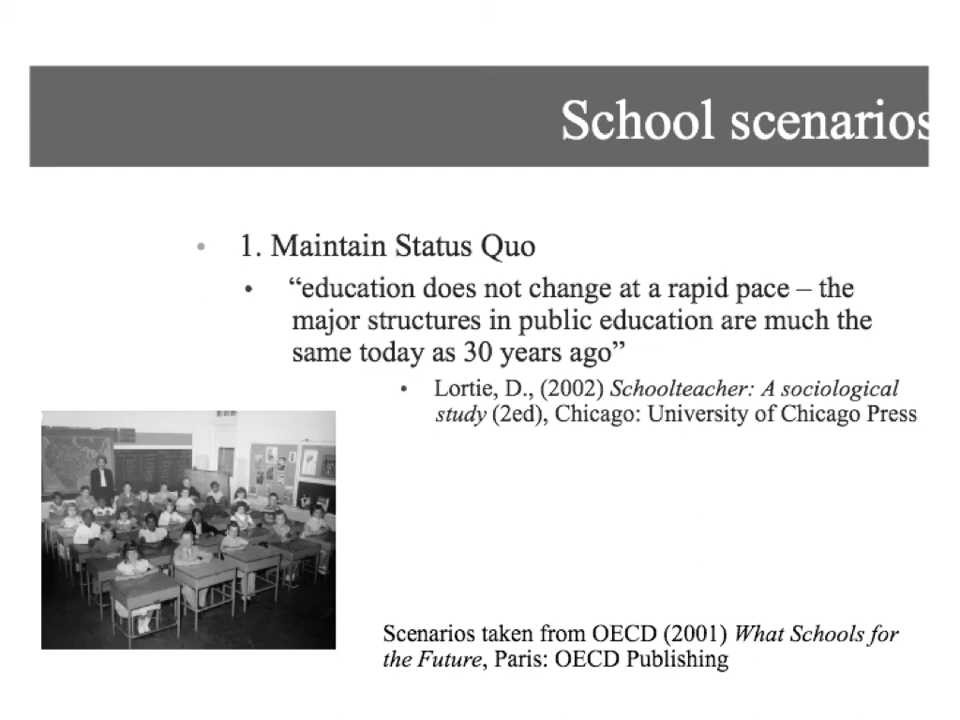 School scenarios
• 1. Maintain Status Quo
• “education does not change at a rapid pace – the
major structures in public education are much the
same today as 30 years ago”
• Lortie, D., (2002) Schoolteacher: A sociological
study (2ed), Chicago: University of Chicago Press
Scenarios taken from OECD (2001) What Schools for
the Future, Paris: OECD Publishing